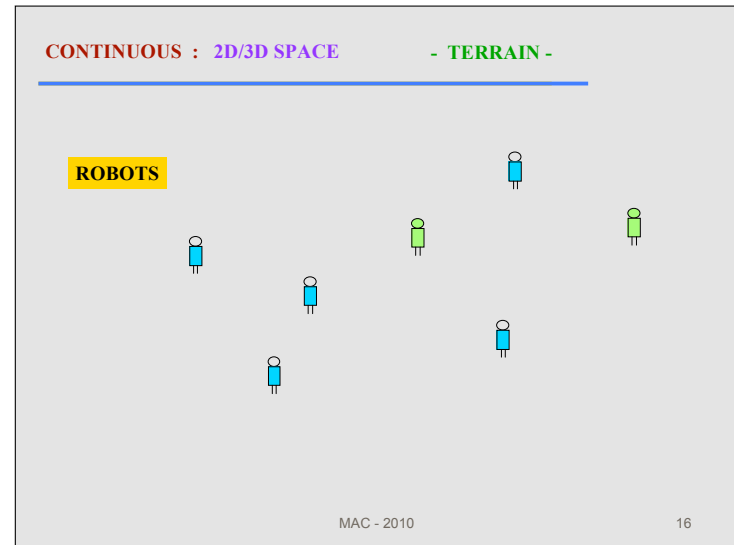 CONTINUOUS : 2D/3D SPACE - TERRAIN -
ROBOTS
MAC - 2010 16